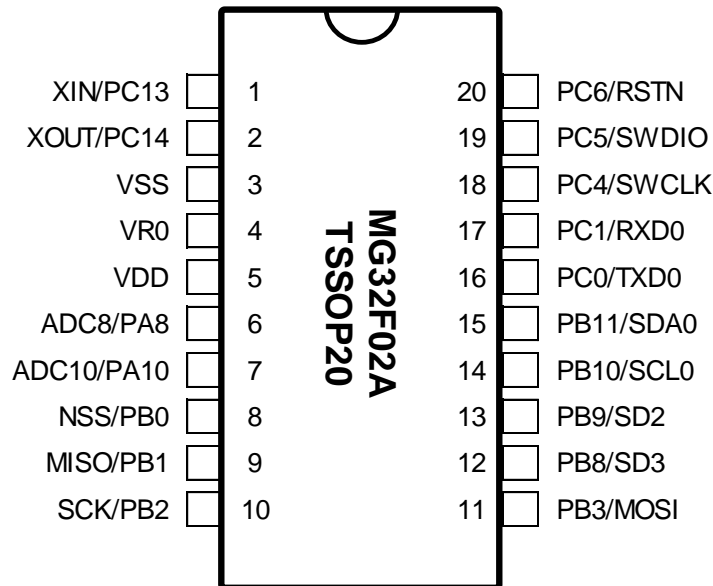 XIN/PC13 1 20 PC6/RSTN
XOUT/PC14 2 19 PC5/SWDIO
VSS 3 18 PC4/SWCLK
VR0 4 17 PC1/RXD0
VDD 5 16 PC0/TXD0
ADC8/PA8 6 15 PB11/SDA0
ADC10/PA10 7 14 PB10/SCL0
NSS/PB0 8 13 PB9/SD2
MISO/PB1 9 12 PB8/SD3
SCK/PB2 10 11 PB3/MOSI
MG32F02A
TSSOP20